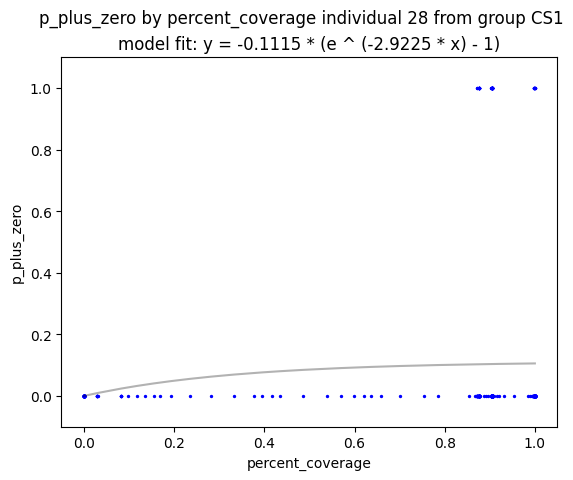 p_plus_zero by percent_coverage individual 28 from group CS1
model fit: y = -0.1115 * (e ^ (-2.9225 * x) - 1)
1.0
0.8
0.6
0.4
0.2
0.0
p_plus_zero
0.0 0.2 0.4 0.6 0.8 1.0
percent_coverage